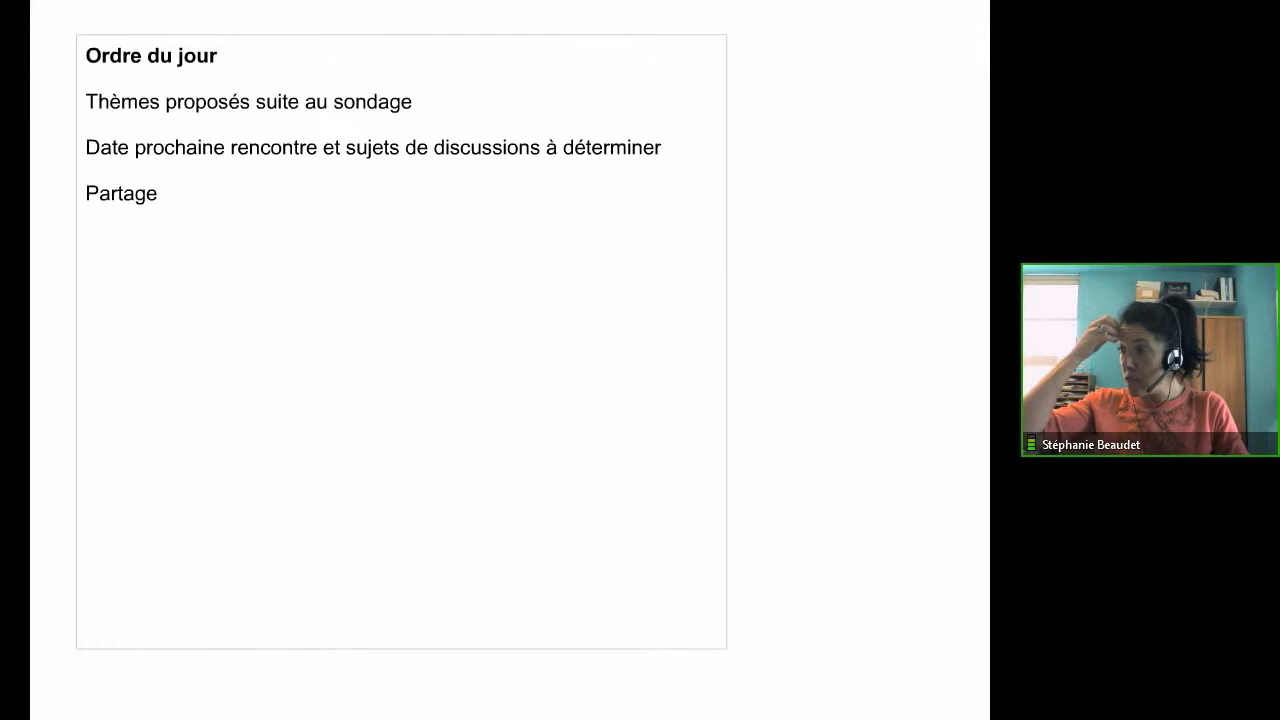 Ordre du jour
Thèmes proposés suite au sondage
Date prochaine rencontre et sujets de discussions à déterminer
Partage
Stéphanie Beaudet